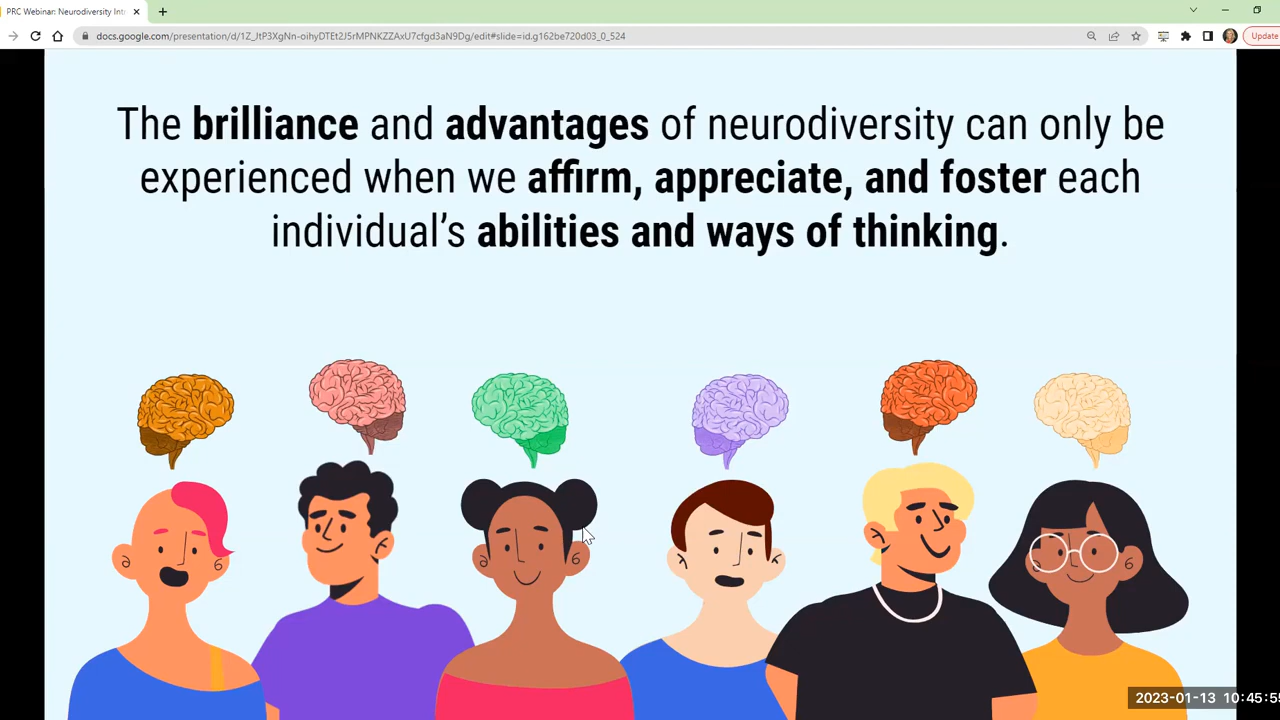 PRC Webinar: Neurodiversity Int
docs.google.com/presentation/d/1Z_JtP3XgNn-oihyDTEt2J5rMPNKZZAxU7cfgd3aN9Dg/edit#slide=id.g162be720d03_0_524
Update
The brilliance and advantages of neurodiversity can only be
experienced when we affirm, appreciate, and foster each
individual’s abilities and ways of thinking.
2023-01-13 10:45:55